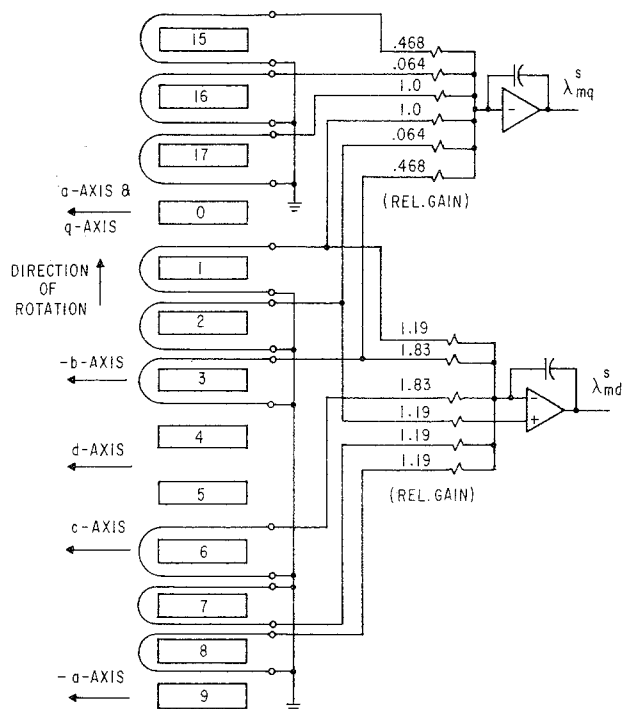 15
16
17
a-AXIS &
q-AXIS
0
DIRECTION
OF
ROTATION
1
2
-b-AXIS
3
4
d-AXIS
5
c-AXIS
6
7
8
-a-AXIS
9
.468
.064
1.0
1.0
.064
.468
(REL.GAIN)
-
λ^s_mq
1.19
1.83
1.83
1.19
1.19
1.19
(REL.GAIN)
-
+
λ^s_md